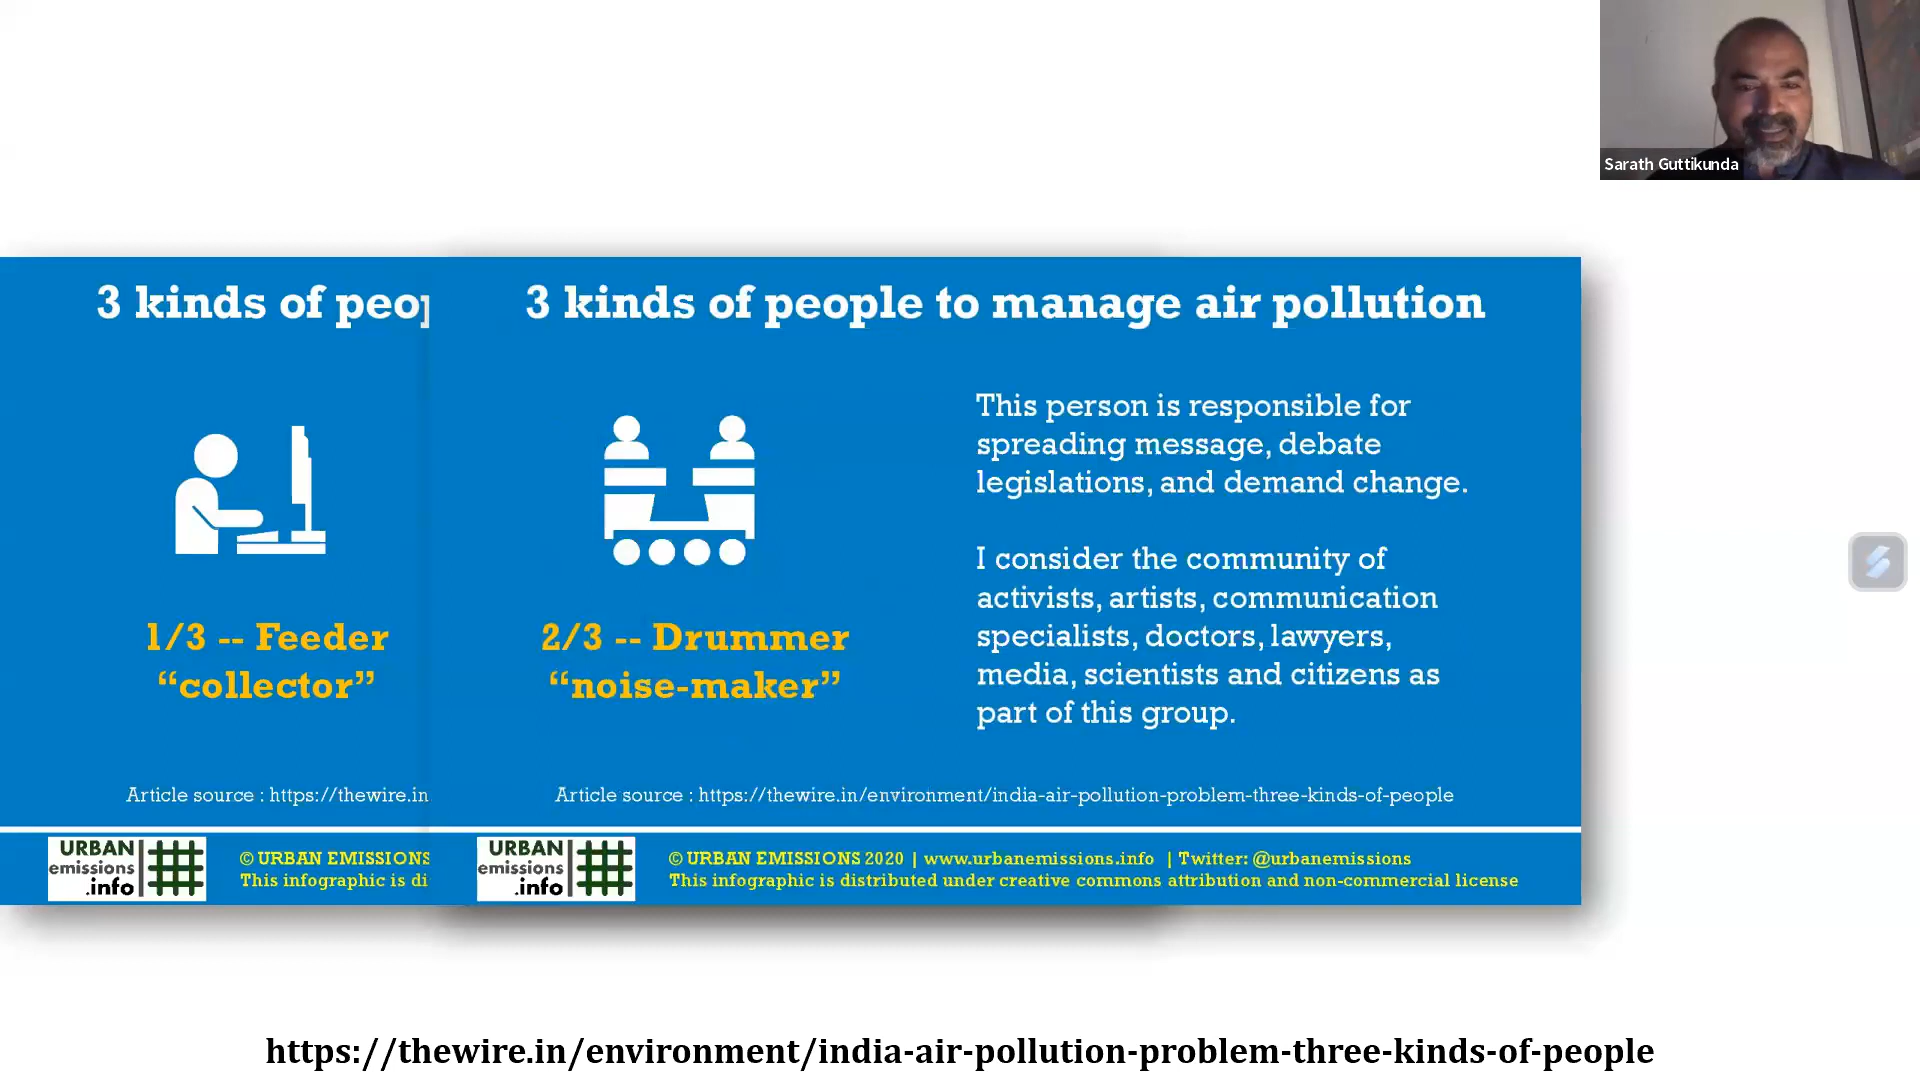 Sarath Guttikunda
3 kinds of peop
1/3 -- Feeder
“collector”
Article source : https://thewire.in
URBAN
emissions
.info
© URBAN EMISSIONS
This infographic is di
3 kinds of people to manage air pollution
2/3 -- Drummer
“noise-maker”
This person is responsible for
spreading message, debate
legislations, and demand change.
I consider the community of
activists, artists, communication
specialists, doctors, lawyers,
media, scientists and citizens as
part of this group.
Article source : https://thewire.in/environment/india-air-pollution-problem-three-kinds-of-people
URBAN
emissions
.info
© URBAN EMISSIONS 2020 | www.urbanemissions.info | Twitter: @urbanemissions
This infographic is distributed under creative commons attribution and non-commercial license
https://thewire.in/environment/india-air-pollution-problem-three-kinds-of-people